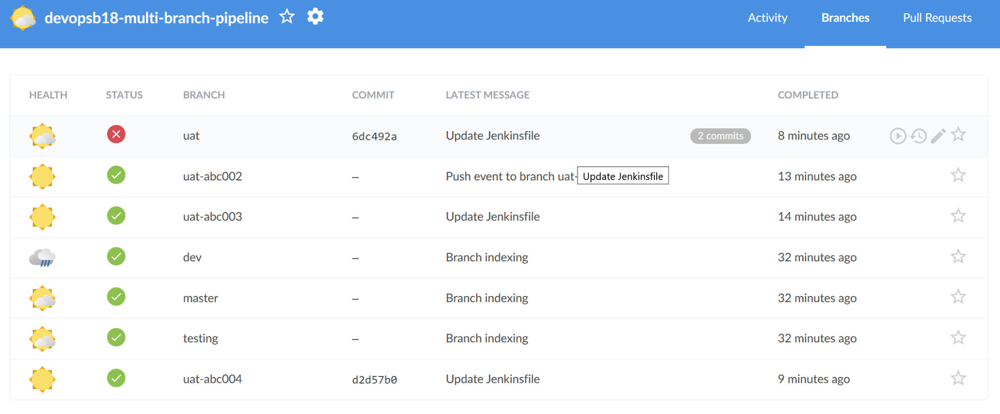 devopsb18-multi-branch-pipeline Activity Branches Pull Requests
HEALTH STATUS BRANCH COMMIT LATEST MESSAGE COMPLETED
uat 6dc492a Update Jenkinsfile 2 commits 8 minutes ago
uat-abc002 – Push event to branch uat- Update Jenkinsfile 13 minutes ago
uat-abc003 – Update Jenkinsfile 14 minutes ago
dev – Branch indexing 32 minutes ago
master – Branch indexing 32 minutes ago
testing – Branch indexing 32 minutes ago
uat-abc004 d2d57b0 Update Jenkinsfile 9 minutes ago